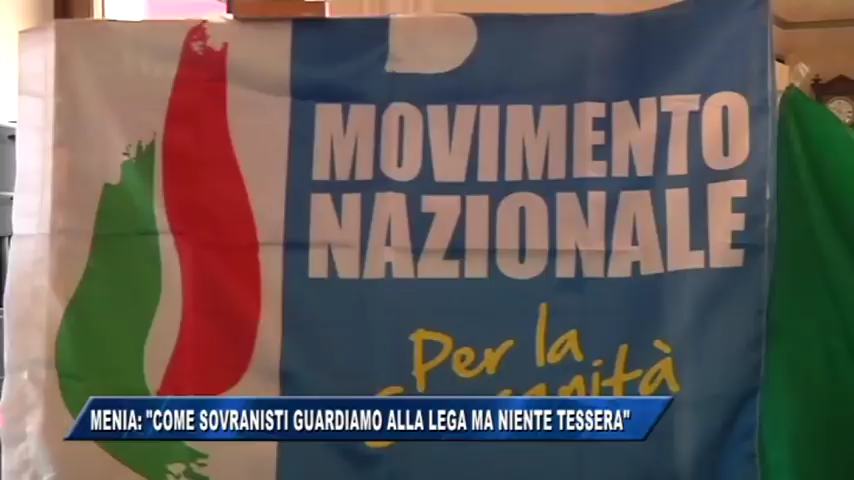 MOVIMENTO
NAZIONALE
Per la
MENIA: "COME SOVRANISTI GUARDIAMO ALLA LEGA MA NIENTE TESSERA"